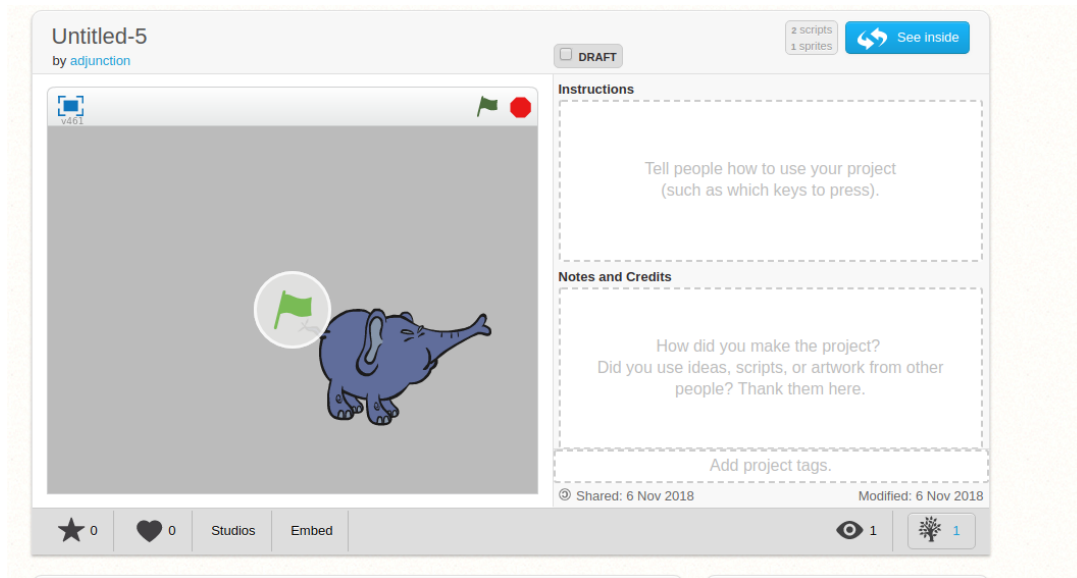 Untitled-5
by adjunction
DRAFT
2 scripts
1 sprites
See inside
v461
Instructions
Tell people how to use your project
(such as which keys to press).
Notes and Credits
How did you make the project?
Did you use ideas, scripts, or artwork from other
people? Thank them here.
Add project tags.
Shared: 6 Nov 2018
Modified: 6 Nov 2018
0
0
Studios
Embed
1
1